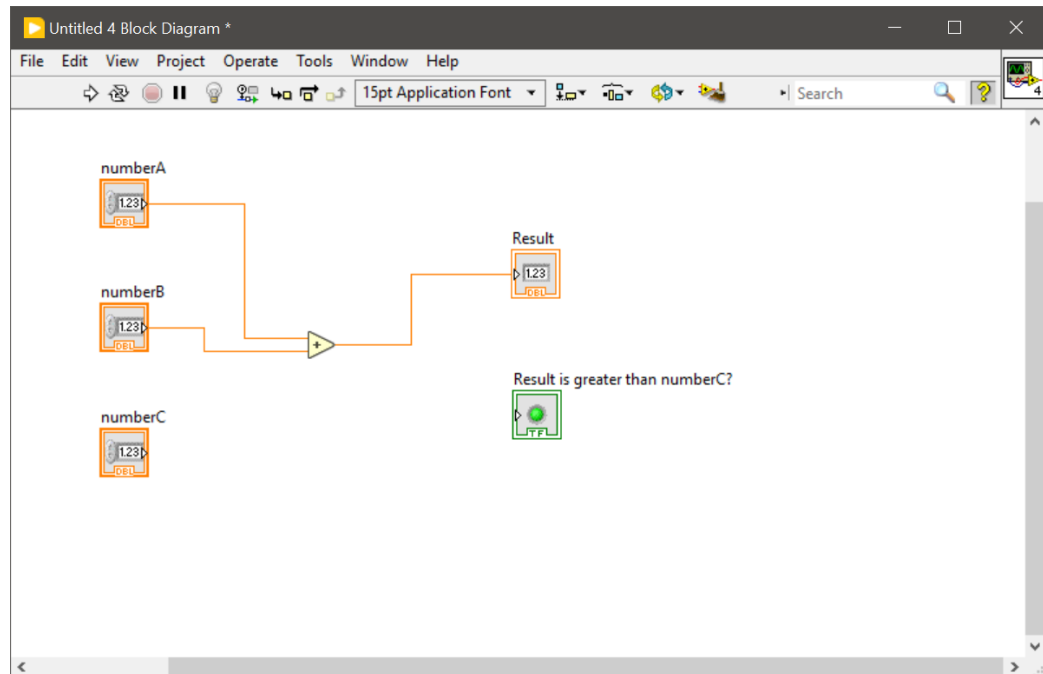 Untitled 4 Block Diagram *
File Edit View Project Operate Tools Window Help
15pt Application Font
Search
4
numberA
1.23
DBL
Result
1.23
DBL
numberB
1.23
DBL
+
Result is greater than numberC?
TF
numberC
1.23
DBL